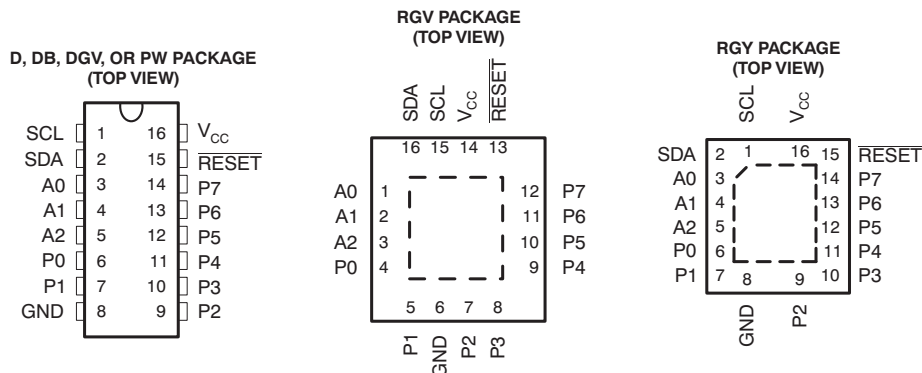 D, DB, DGV, OR PW PACKAGE
(TOP VIEW)
SCL 1 16 VCC
SDA 2 15 RESET
A0 3 14 P7
A1 4 13 P6
A2 5 12 P5
P0 6 11 P4
P1 7 10 P3
GND 8 9 P2
RGV PACKAGE
(TOP VIEW)
SDA SCL VCC RESET
16 15 14 13
A0 1 12 P7
A1 2 11 P6
A2 3 10 P5
P0 4 9 P4
5 6 7 8
P1 GND P2 P3
RGY PACKAGE
(TOP VIEW)
SCL VCC
1 16
SDA 2 15 RESET
A0 3 14 P7
A1 4 13 P6
A2 5 12 P5
P0 6 11 P4
P1 7 10 P3
8 9
GND P2